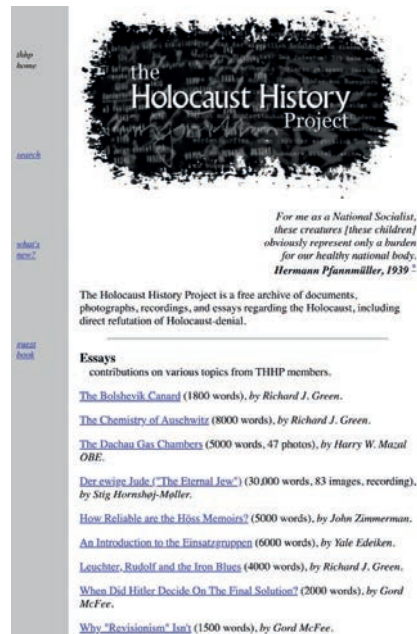 thhp
home
search
what's
new?
guest
book
the
Holocaust History
Project
For me as a National Socialist,
these creatures [these children]
obviously represent only a burden
for our healthy national body.
Hermann Pfannmüller, 1939 *
The Holocaust History Project is a free archive of documents,
photographs, recordings, and essays regarding the Holocaust, including
direct refutation of Holocaust-denial.
Essays
contributions on various topics from THHP members.
The Bolshevik Canard (1800 words), by Richard J. Green.
The Chemistry of Auschwitz (8000 words), by Richard J. Green.
The Dachau Gas Chambers (5000 words, 47 photos), by Harry W. Mazal
OBE.
Der ewige Jude ("The Eternal Jew") (30,000 words, 83 images, recording),
by Stig Hornshøj-Møller.
How Reliable are the Höss Memoirs? (5000 words), by John Zimmerman.
An Introduction to the Einsatzgruppen (6000 words), by Yale Edeiken.
Leuchter, Rudolf and the Iron Blues (4000 words), by Richard J. Green.
When Did Hitler Decide On The Final Solution? (2000 words), by Gord
McFee.
Why "Revisionism" Isn't (1500 words), by Gord McFee.